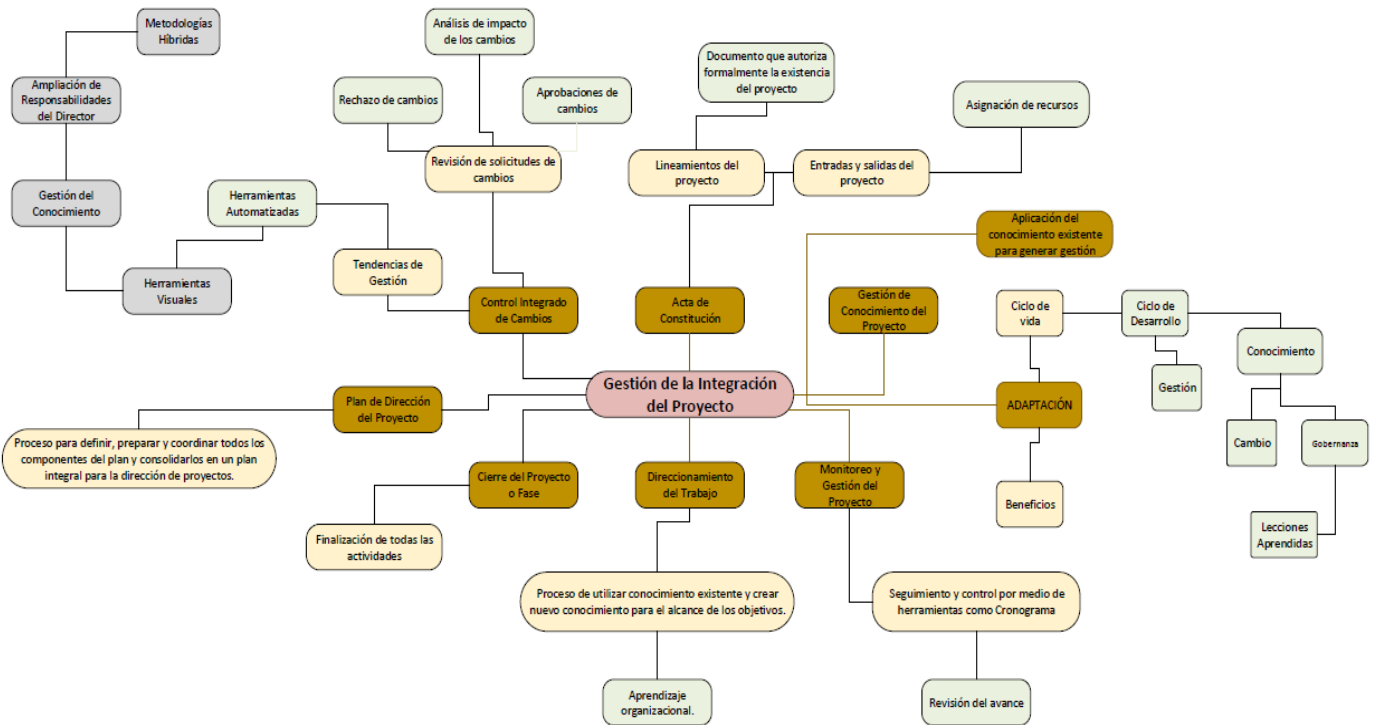 Metodologías
Híbridas
Análisis de impacto
de los cambios
Documento que autoriza
formalmente la existencia
del proyecto
Ampliación de
Responsabilidades
del Director
Rechazo de cambios
Aprobaciones de
cambios
Asignación de recursos
Revisión de solicitudes de
cambios
Lineamientos del
proyecto
Entradas y salidas del
proyecto
Gestión del
Conocimiento
Herramientas
Automatizadas
Aplicación del
conocimiento existente
para generar gestión
Tendencias de
Gestión
Herramientas
Visuales
Control Integrado
de Cambios
Acta de
Constitución
Gestión de
Conocimiento del
Proyecto
Ciclo de
vida
Ciclo de
Desarrollo
Conocimiento
Gestión
Gestión de la Integración
del Proyecto
Plan de Dirección
del Proyecto
ADAPTACIÓN
Proceso para definir, preparar y coordinar todos los
componentes del plan y consolidarlos en un plan
integral para la dirección de proyectos.
Cambio
Gobernanza
Cierre del Proyecto
o Fase
Direccionamiento
del Trabajo
Monitoreo y
Gestión del
Proyecto
Beneficios
Lecciones
Aprendidas
Finalización de todas las
actividades
Proceso de utilizar conocimiento existente y crear
nuevo conocimiento para el alcance de los objetivos.
Seguimiento y control por medio de
herramientas como Cronograma
Aprendizaje
organizacional.
Revisión del avance